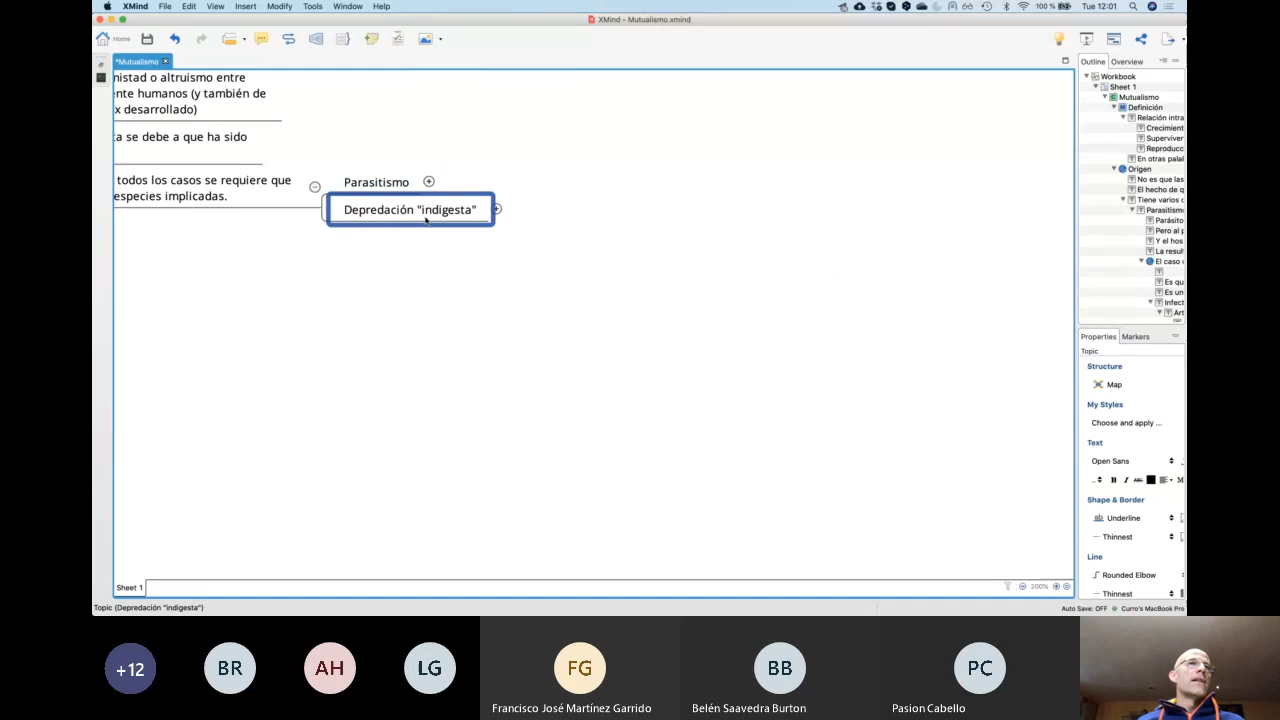 XMind File Edit View Insert Modify Tools Window Help
100 % Tue 12:01
XMind - Mutualismo.xmind
Home
*Mutualismo
Outline Overview
nistad o altruismo entre
ente humanos (y también de
x desarrollado)
ta se debe a que ha sido
todos los casos se requiere que
especies implicadas.
Parasitismo
Depredación "indigesta"
Workbook
Sheet 1
Mutualismo
Definición
Relación intra
Crecimient
Superviver
Reproducc
En otras palal
Origen
No es que las
El hecho de q
Tiene varios c
Parasitism
Parásito
Pero al p
Y el hos
La resul
El caso c
Es qu
Es un
Infect
Art
Properties Markers
Topic
Structure
Map
My Styles
Choose and apply ...
Text
Open Sans
B I ABC M
Shape & Border
Underline
Thinnest
Line
Rounded Elbow
Thinnest
Sheet 1
200%
Topic (Depredación "indigesta")
Auto Save: OFF
Curro's MacBook Pro
+12
BR
AH
LG
FG
BB
PC
Francisco José Martínez Garrido
Belén Saavedra Burton
Pasion Cabello